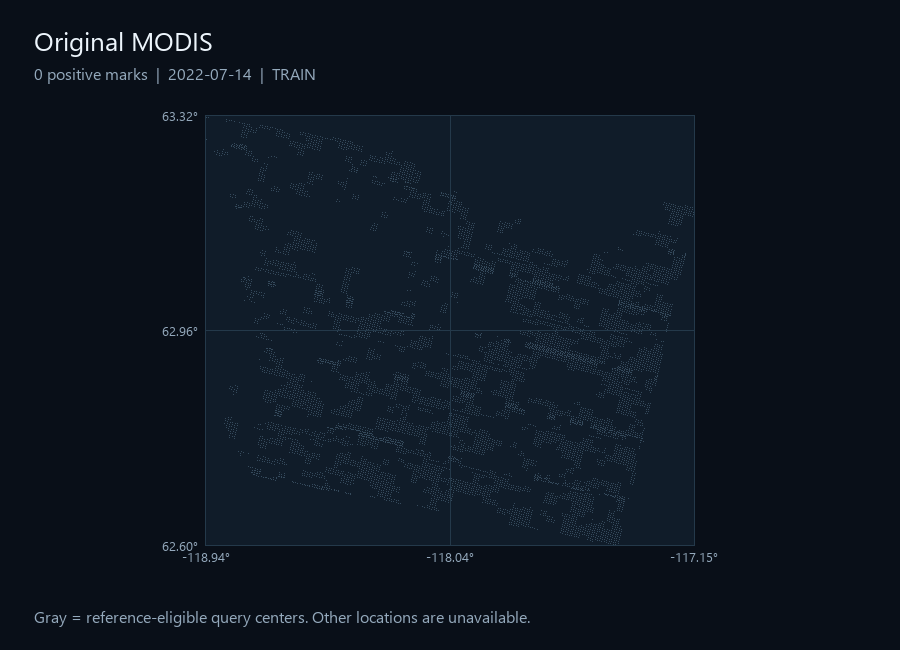 Original MODIS
0 positive marks | 2022-07-14 | TRAIN
63.32°
62.96°
62.60°
-118.94°
-118.04°
-117.15°
Gray = reference-eligible query centers. Other locations are unavailable.